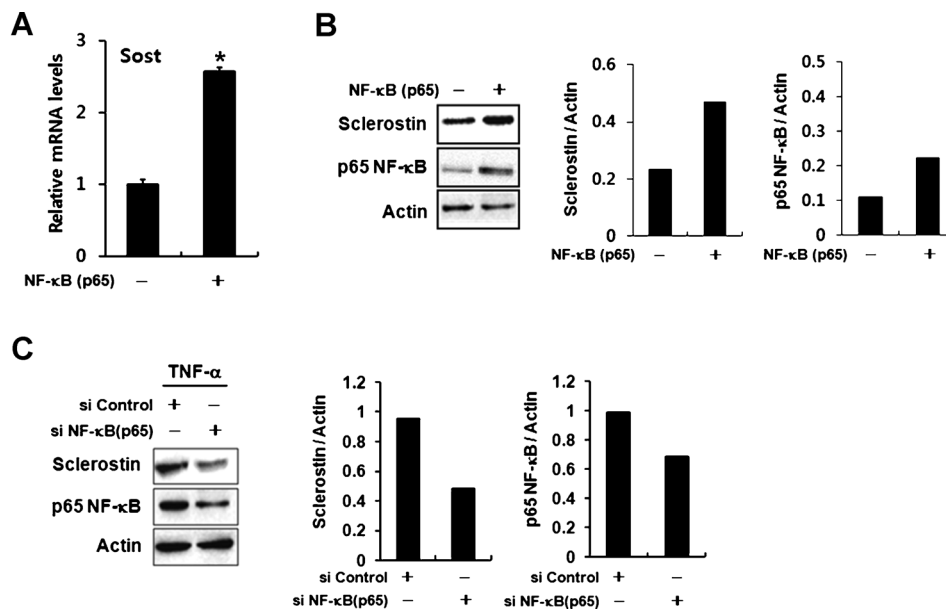 A
Sost
*
Relative mRNA levels
3
2
1
0
NF-κB (p65) − +
B
NF-κB (p65) − +
Sclerostin
p65 NF-κB
Actin
Sclerostin/Actin
0.6
0.4
0.2
0
NF-κB (p65) − +
p65 NF-κB/Actin
0.5
0.4
0.3
0.2
0.1
0
NF-κB (p65) − +
C
TNF-α
si Control + −
si NF-κB(p65) − +
Sclerostin
p65 NF-κB
Actin
Sclerostin/Actin
1.2
1
0.8
0.6
0.4
0.2
0
si Control + −
si NF-κB(p65) − +
p65 NF-κB/Actin
1.2
1
0.8
0.6
0.4
0.2
0
si Control + −
si NF-κB(p65) − +